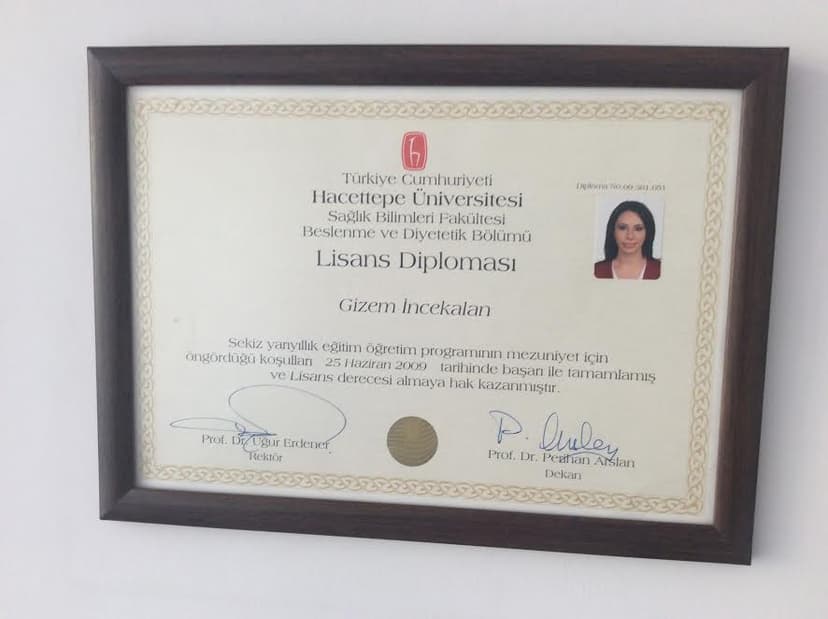 Türkiye Cumhuriyeti
Hacettepe Üniversitesi
Sağlık Bilimleri Fakültesi
Beslenme ve Diyetetik Bölümü
Lisans Diploması
Diploma No:
Gizem İncekalan
Sekiz yarıyıllık eğitim öğretim programının mezuniyet için
öngördüğü koşulları 25 Haziran 2009 tarihinde başarı ile tamamlamış
ve Lisans derecesi almaya hak kazanmıştır.
Prof. Dr. Uğur Erdener
Rektör
Prof. Dr. Perihan Arslan
Dekan